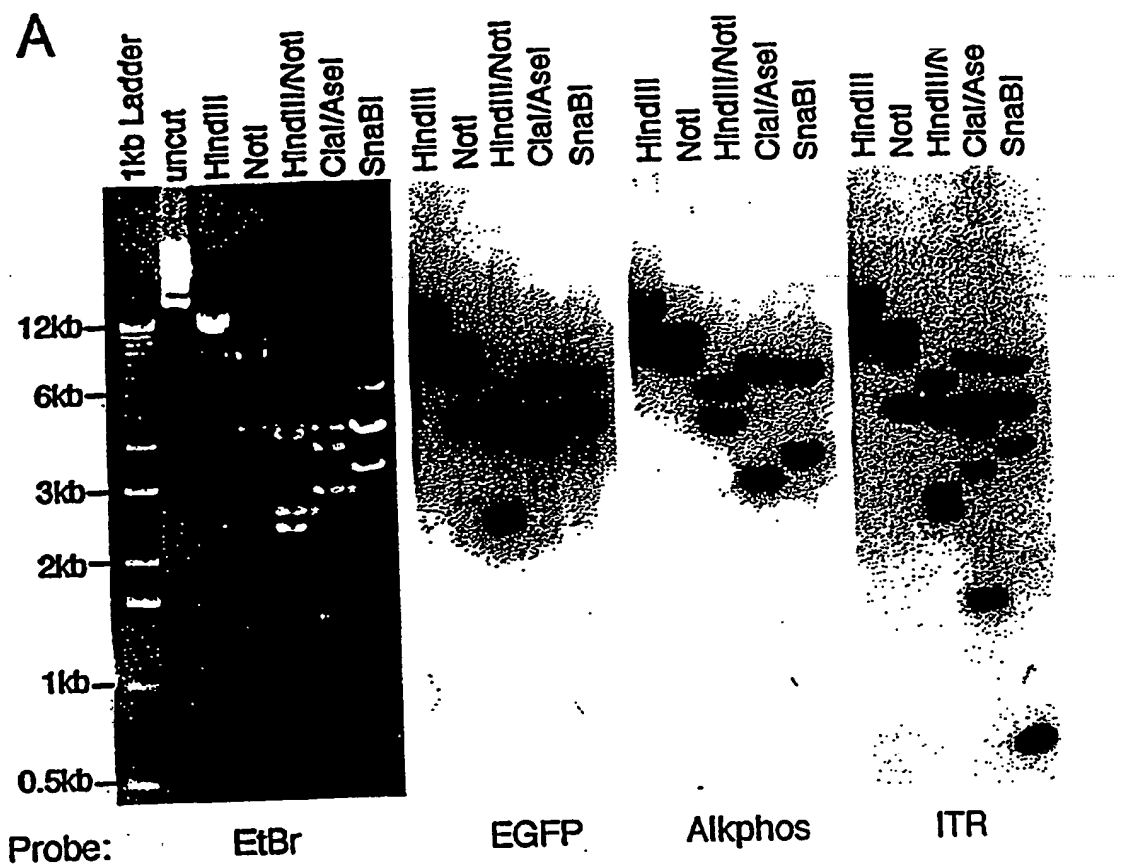 A
1kb Ladder
uncut
HindIII
NotI
HindIII/NotI
ClaI/AseI
SnaBI
HindIII
NotI
HindIII/NotI
ClaI/AseI
SnaBI
HindIII
NotI
HindIII/NotI
ClaI/AseI
SnaBI
HindIII
NotI
HindIII/N
ClaI/Ase
SnaBI
12kb
6kb
3kb
2kb
1kb
0.5kb
Probe: EtBr EGFP Alkphos ITR